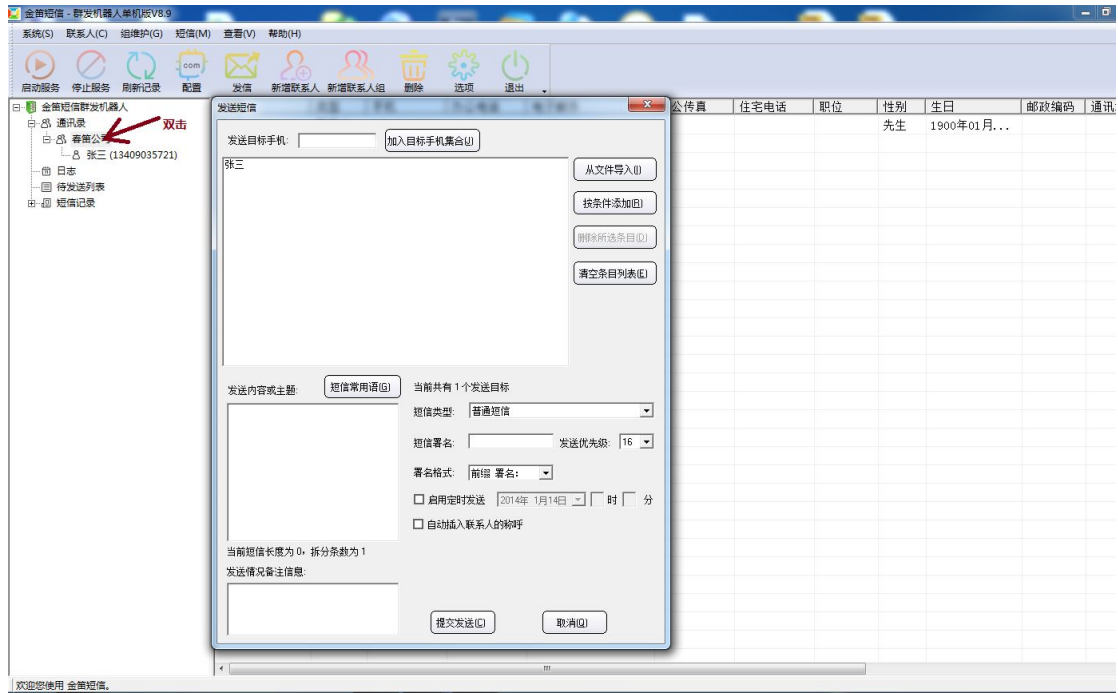 金笛短信 - 群发机器人单机版V8.9
系统(S) 联系人(C) 组维护(G) 短信(M) 查看(V) 帮助(H)
com
启动服务 停止服务 刷新记录 配置 发信 新增联系人 新增联系人组 删除 选项 退出
金笛短信群发机器人
通讯录
双击
春笛公
张三 (13409035721)
日志
待发送列表
短信记录
发送短信
公传真 住宅电话 职位 性别 生日 邮政编码 通讯
先生 1900年01月...
发送目标手机: 加入目标手机集合(U)
张三
从文件导入(I)
按条件添加(R)
删除所选条目(D)
清空条目列表(E)
发送内容或主题: 短信常用语(G) 当前共有 1 个发送目标
短信类型: 普通短信
短信署名: 发送优先级: 16
署名格式: 前缀 署名:
启用定时发送 2014年 1月14日 时 分
自动插入联系人的称呼
当前短信长度为 0，拆分条数为 1
发送情况备注信息:
提交发送(C) 取消(Q)
欢迎您使用 金笛短信。